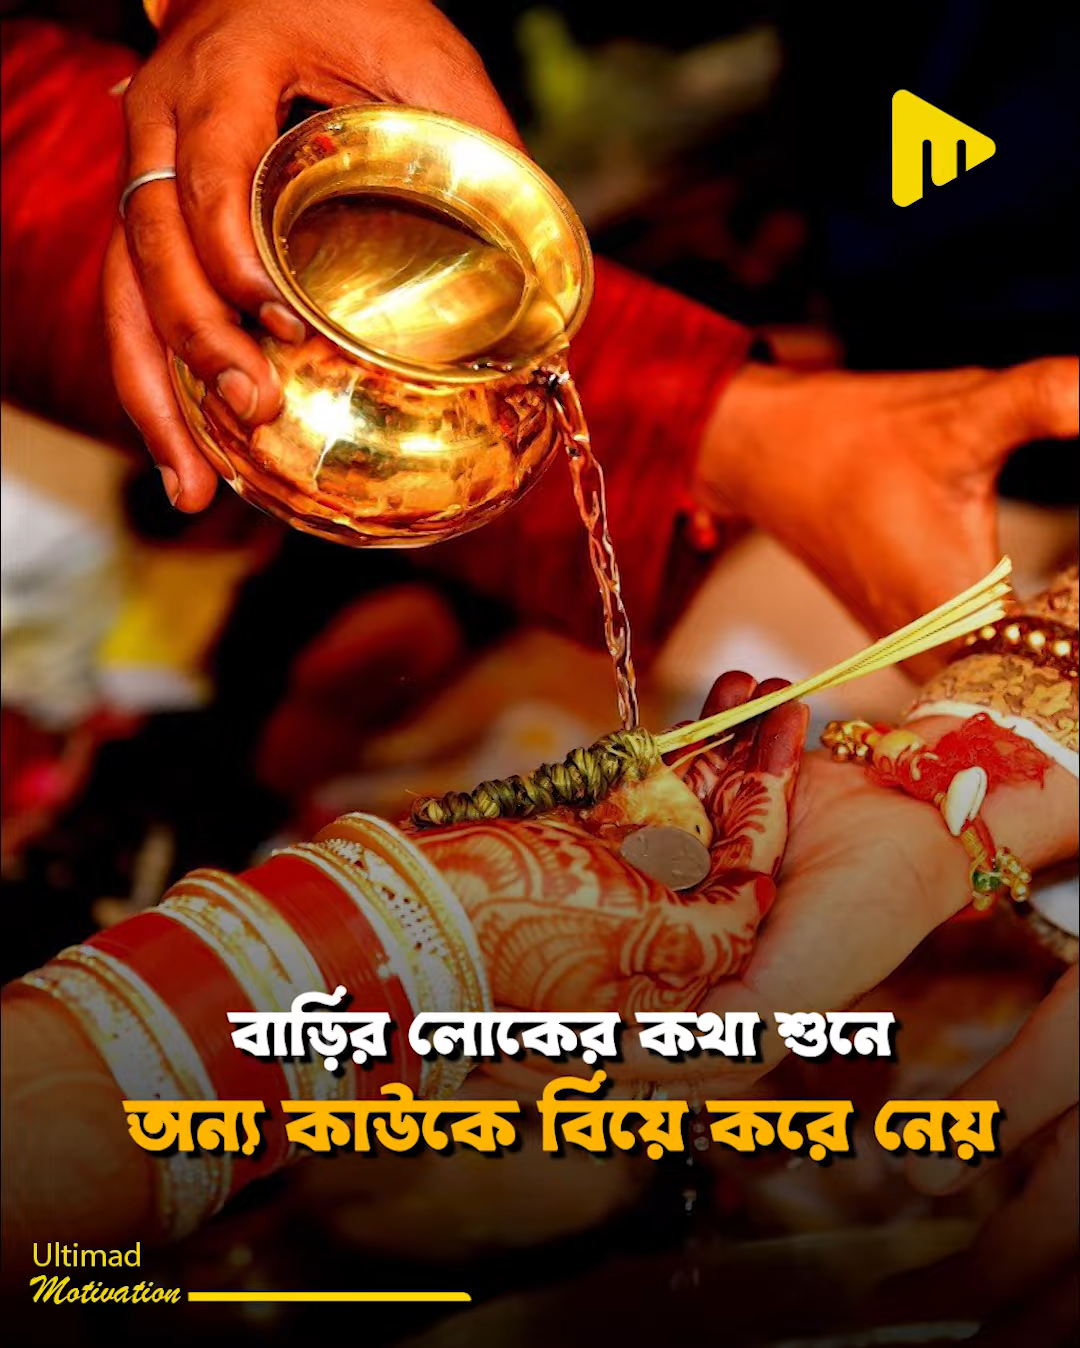 বাড়ির লোকের কথা শুনে
অন্য কাউকে বিয়ে করে নেয়
Ultimad
Motivation